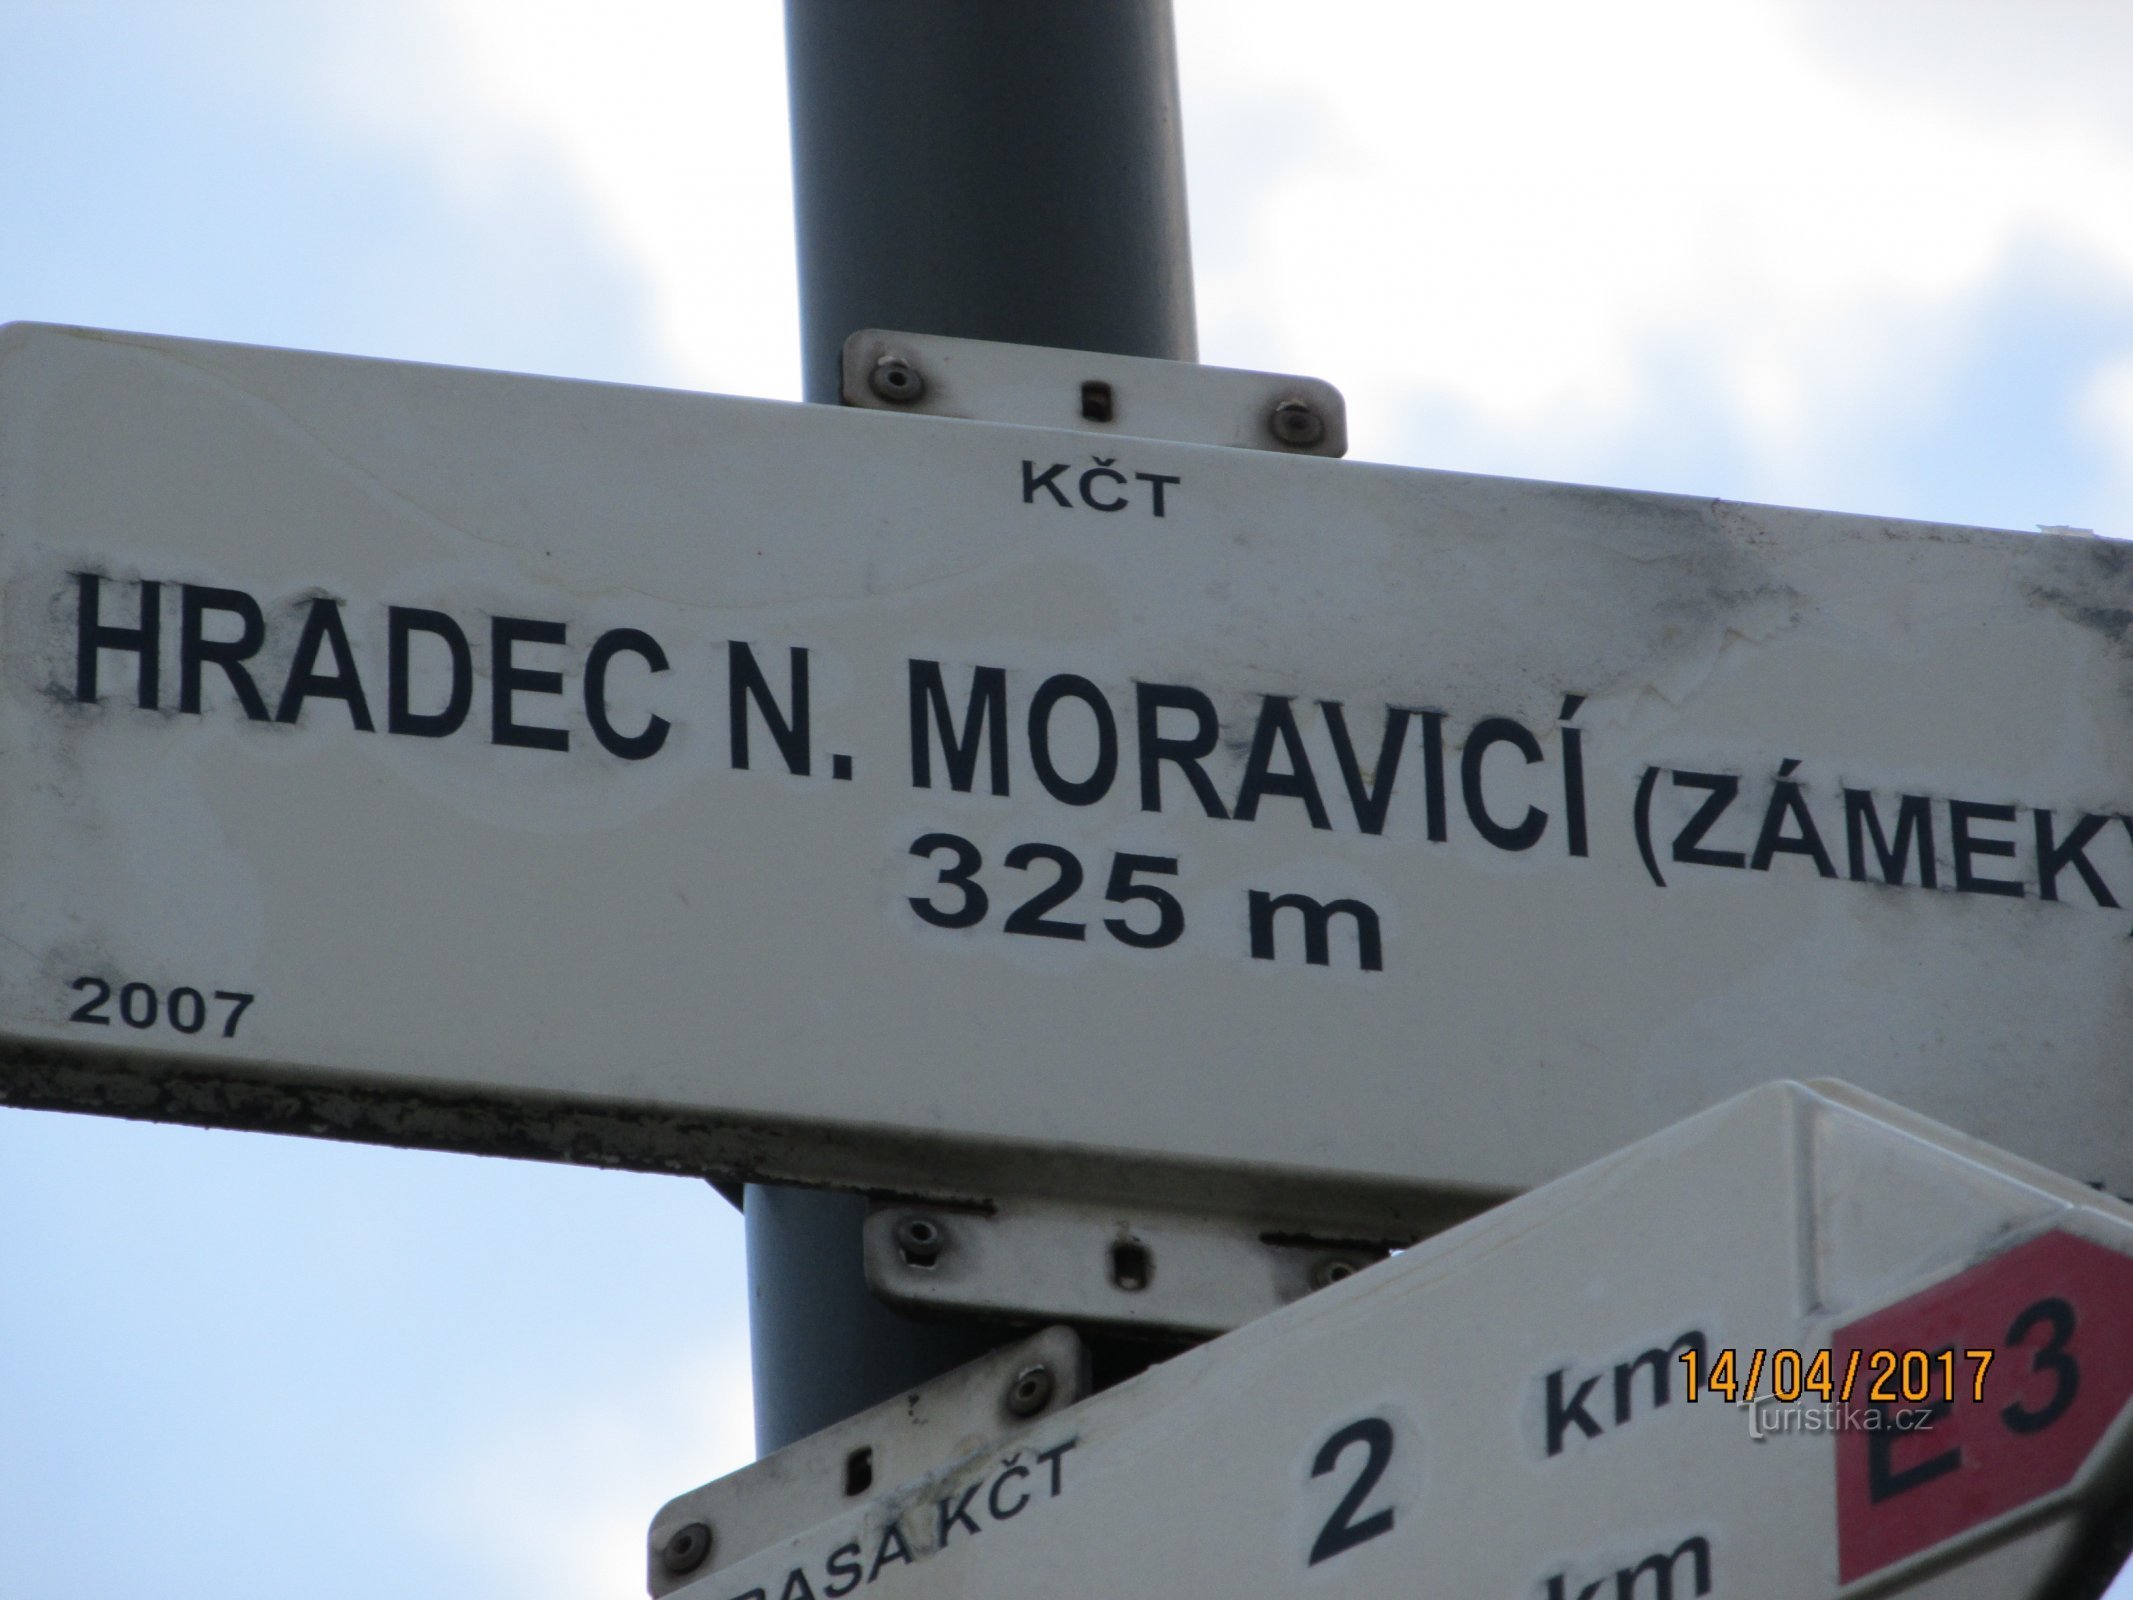 KČT
HRADEC N. MORAVICÍ (ZÁMEK
325 m
2007
14/04/2017
Turistika.cz
2 km E 3
KČT
km